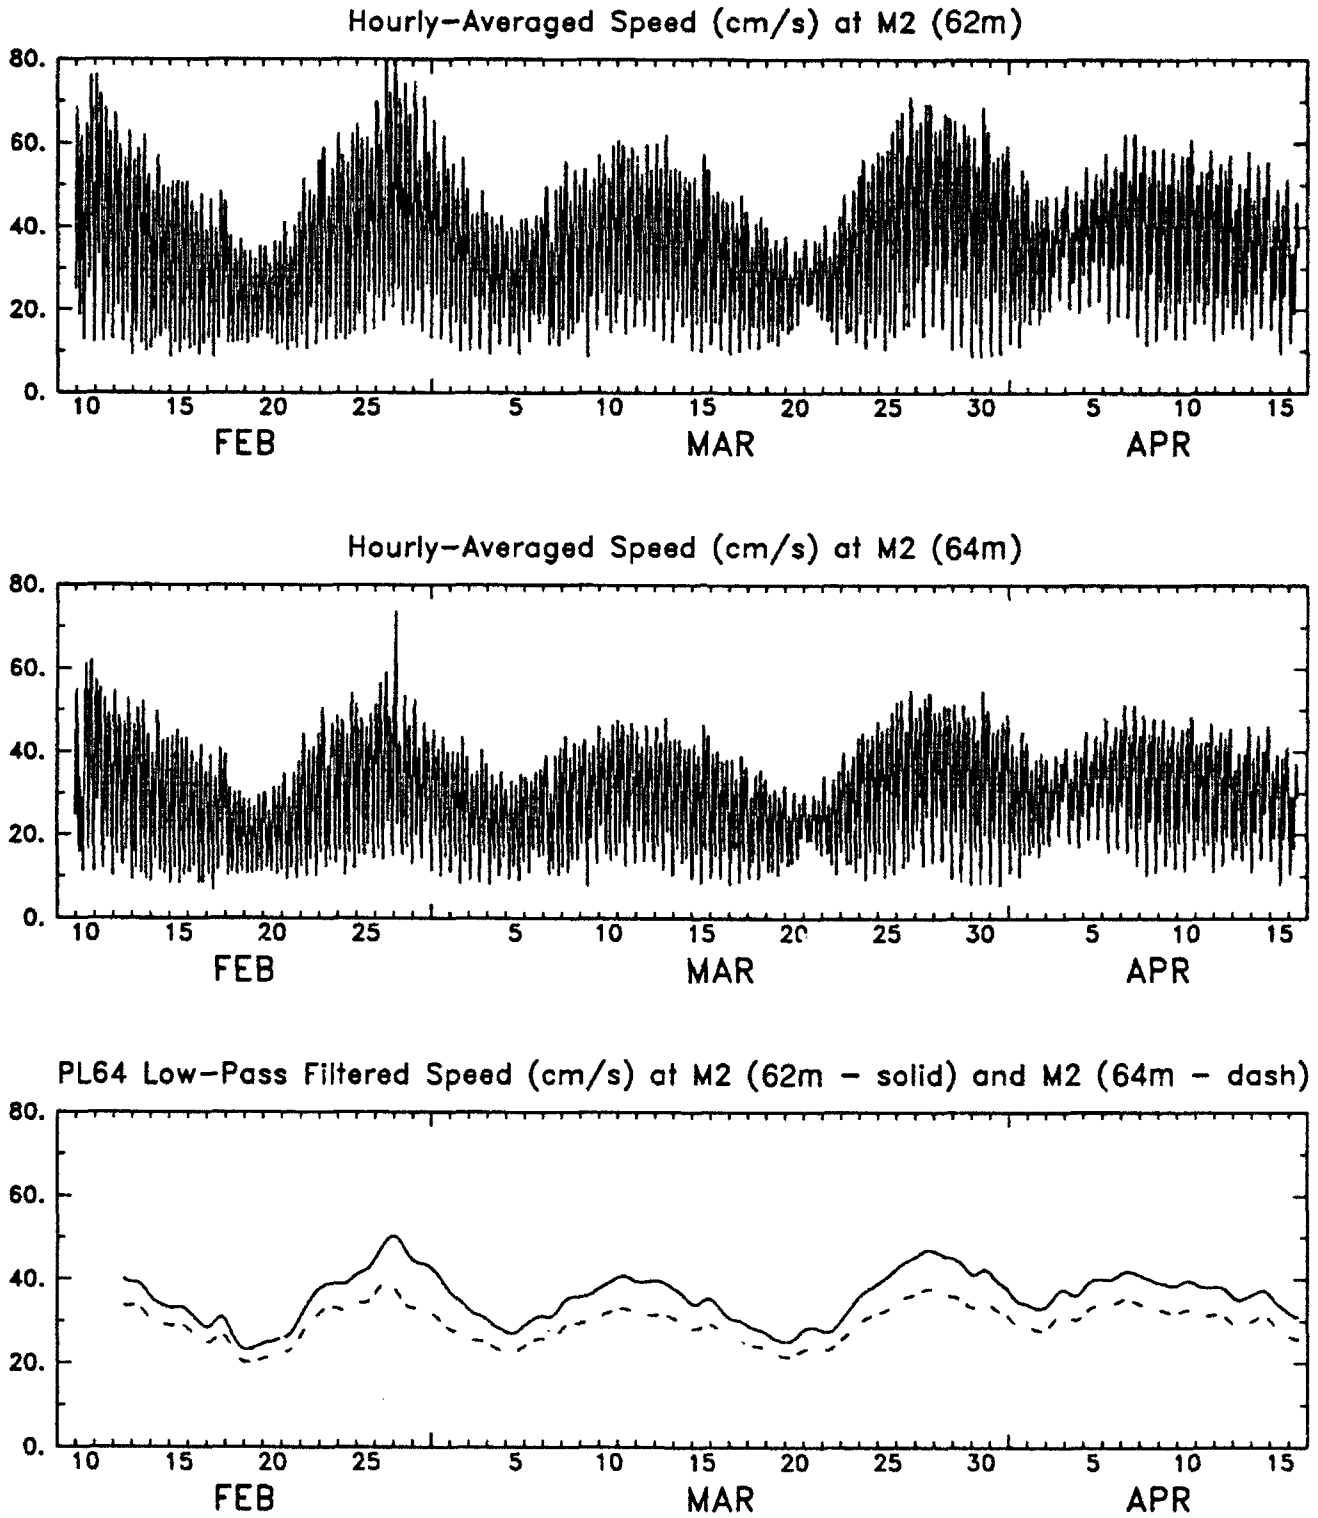 Hourly-Averaged Speed (cm/s) at M2 (62m)
80.
60.
40.
20.
0.
10 15 20 25 5 10 15 20 25 30 5 10 15
FEB MAR APR
Hourly-Averaged Speed (cm/s) at M2 (64m)
80.
60.
40.
20.
0.
10 15 20 25 5 10 15 20 25 30 5 10 15
FEB MAR APR
PL64 Low-Pass Filtered Speed (cm/s) at M2 (62m - solid) and M2 (64m - dash)
80.
60.
40.
20.
0.
10 15 20 25 5 10 15 20 25 30 5 10 15
FEB MAR APR